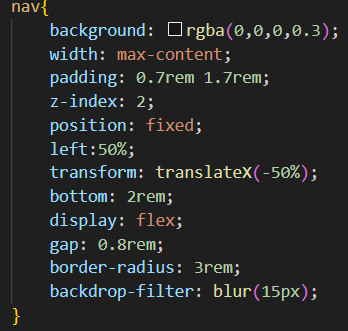 nav{
background: rgba(0,0,0,0.3);
width: max-content;
padding: 0.7rem 1.7rem;
z-index: 2;
position: fixed;
left:50%;
transform: translateX(-50%);
bottom: 2rem;
display: flex;
gap: 0.8rem;
border-radius: 3rem;
backdrop-filter: blur(15px);
}